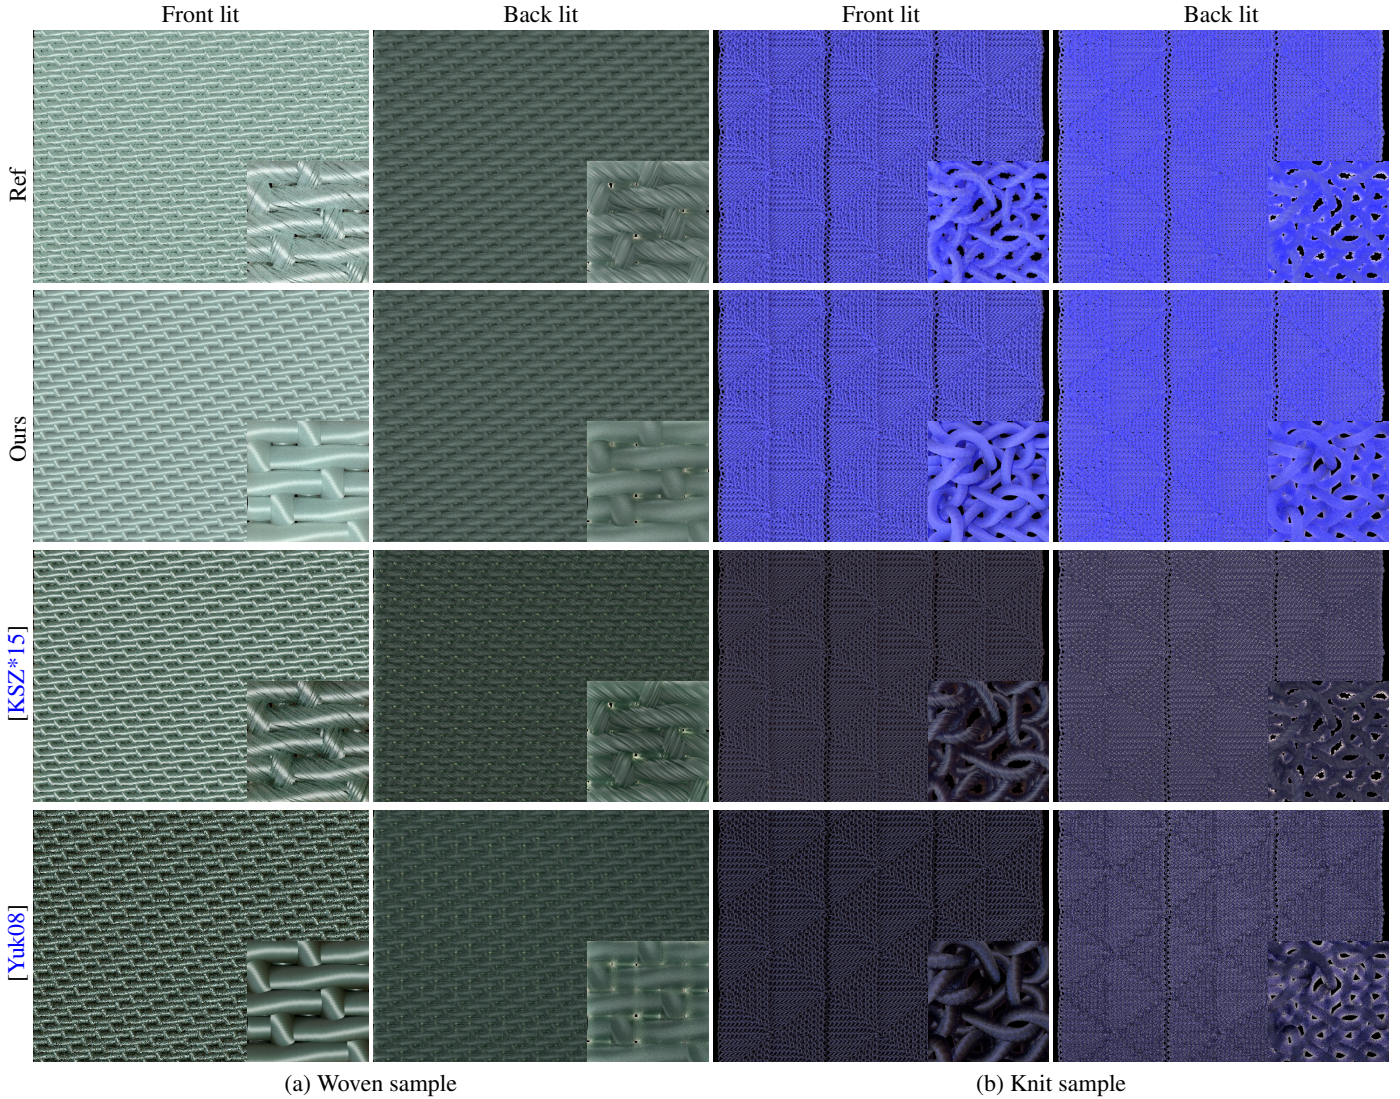 Front lit
Back lit
Front lit
Back lit
Ref
Ours
[KSZ*15]
[Yuk08]
(a) Woven sample
(b) Knit sample